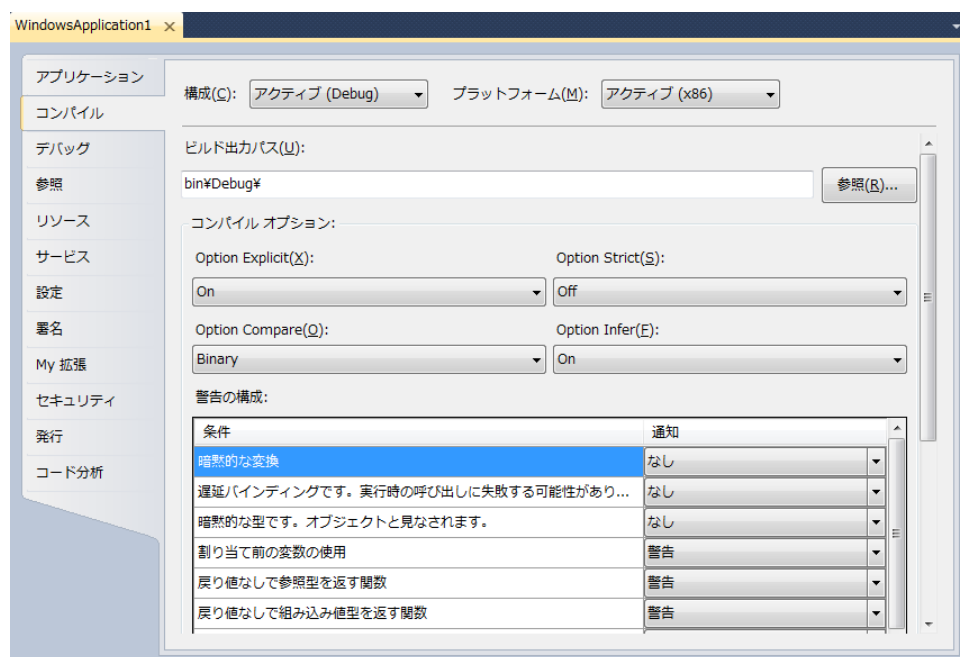 WindowsApplication1
アプリケーション
コンパイル
デバッグ
参照
リソース
サービス
設定
署名
My 拡張
セキュリティ
発行
コード分析
構成(C): アクティブ (Debug) プラットフォーム(M): アクティブ (x86)
ビルド出力パス(U):
bin¥Debug¥ 参照(R)...
コンパイル オプション:
Option Explicit(X): Option Strict(S):
On Off
Option Compare(O): Option Infer(F):
Binary On
警告の構成:
条件 通知
暗黙的な変換 なし
遅延バインディングです。実行時の呼び出しに失敗する可能性があり... なし
暗黙的な型です。オブジェクトと見なされます。 なし
割り当て前の変数の使用 警告
戻り値なしで参照型を返す関数 警告
戻り値なしで組み込み値型を返す関数 警告